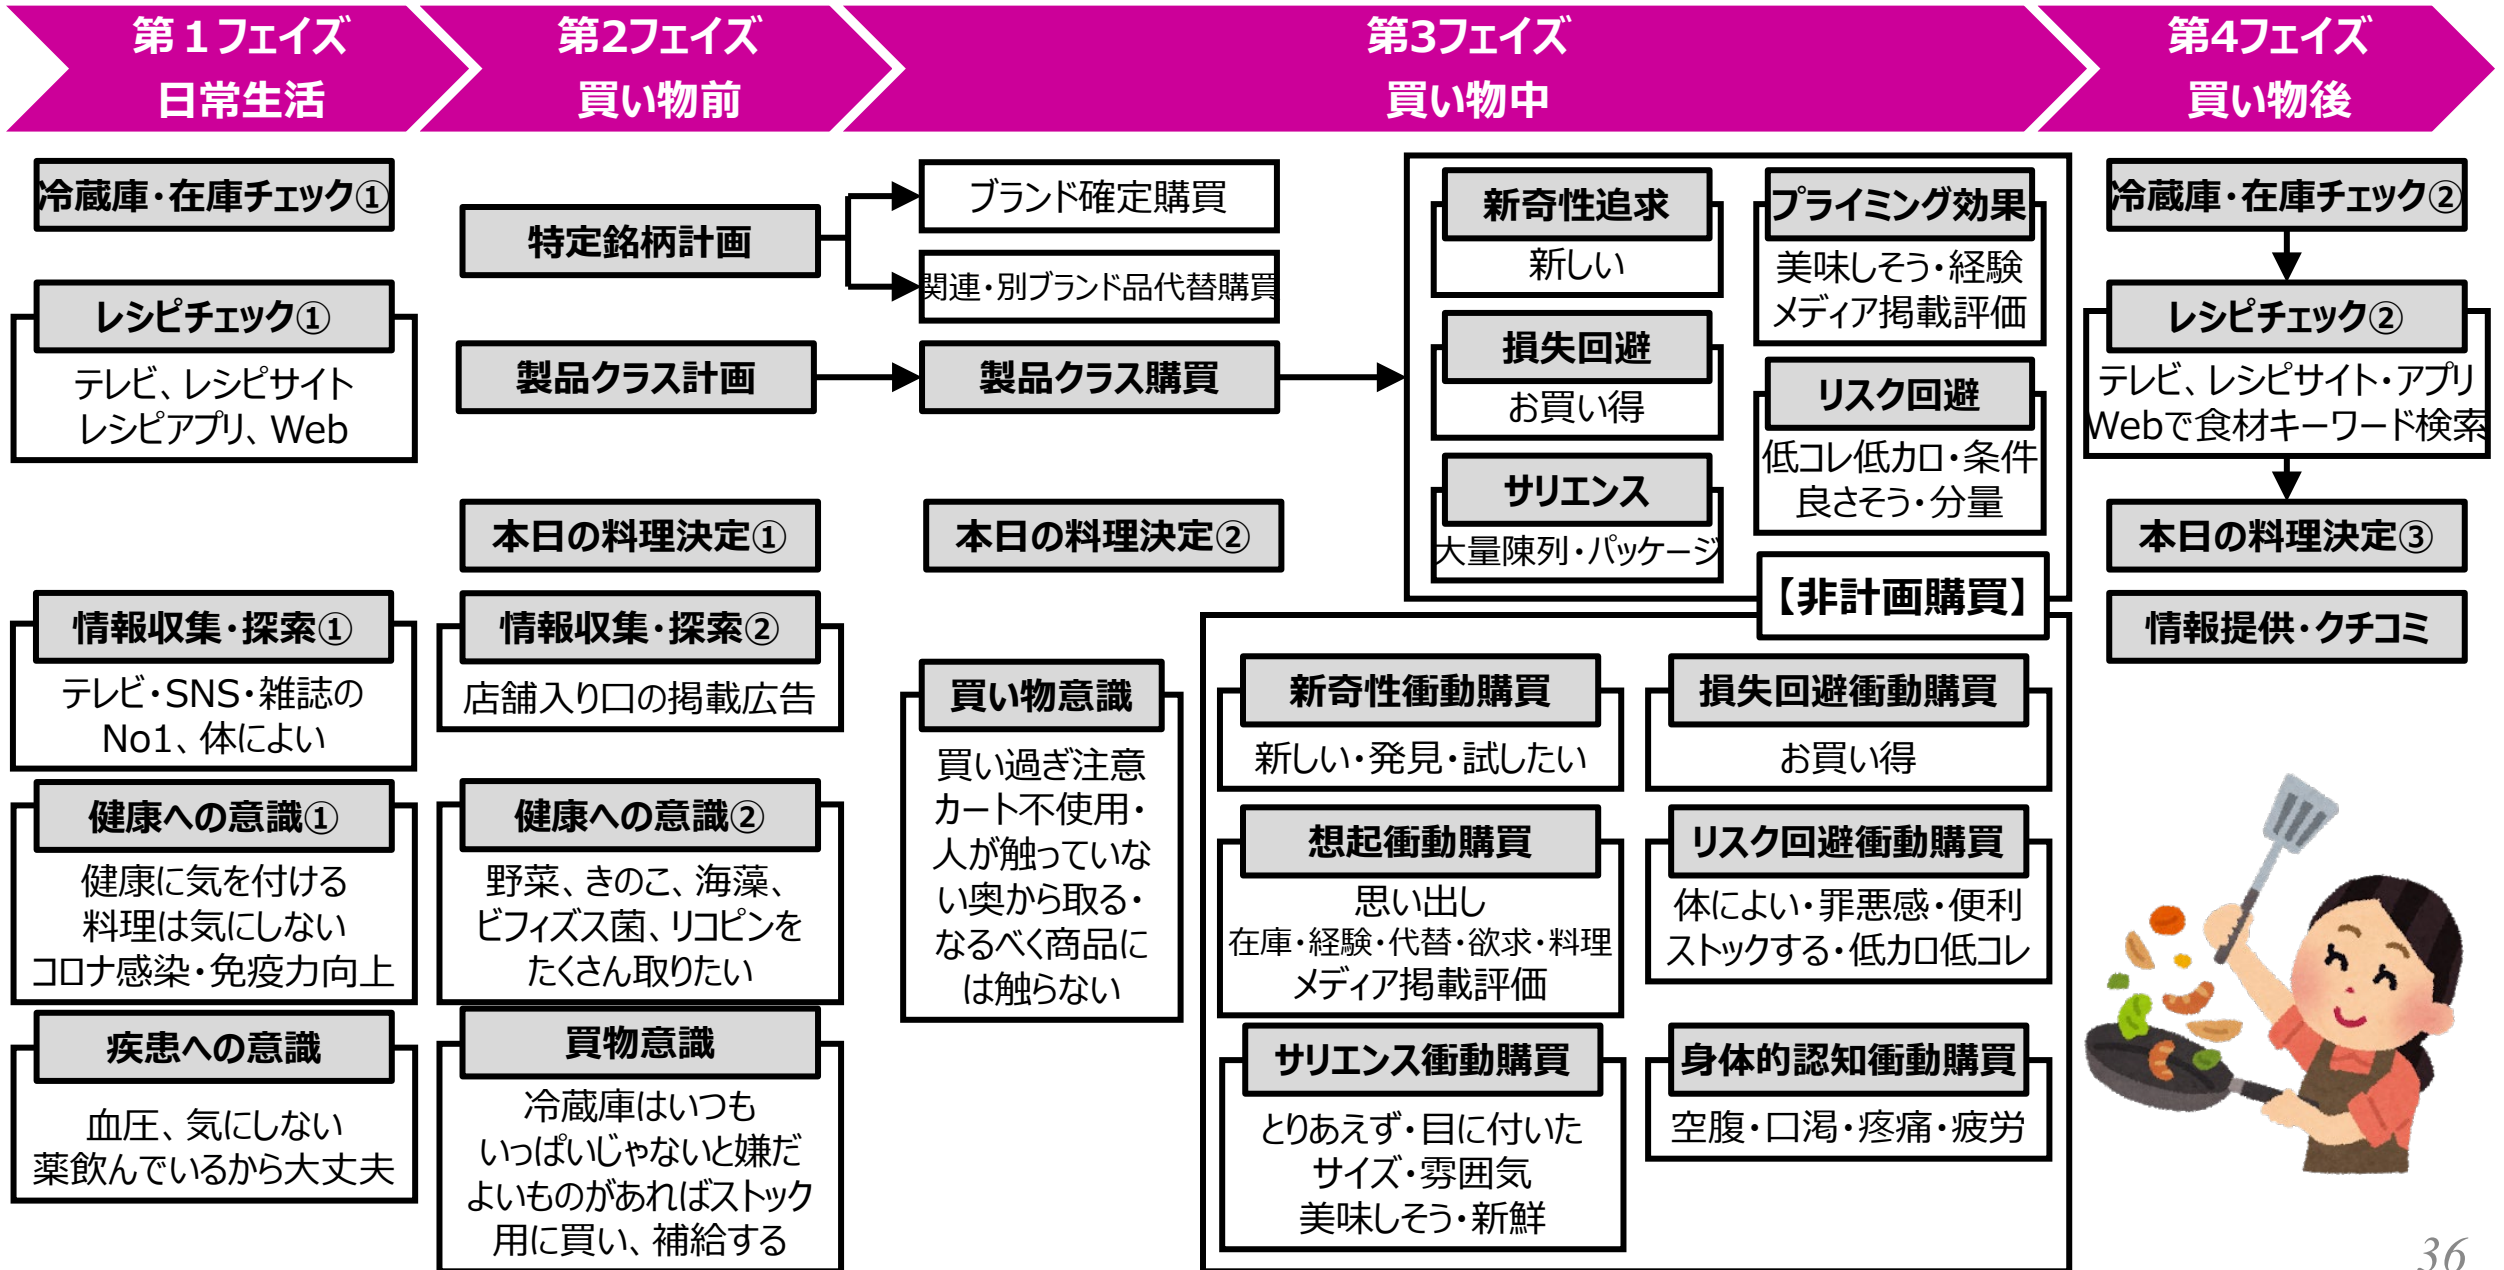 第１フェイズ
日常生活
第2フェイズ
買い物前
第3フェイズ
買い物中
第4フェイズ
買い物後
冷蔵庫・在庫チェック①
レシピチェック①
テレビ、レシピサイト
レシピアプリ、Web
情報収集・探索①
テレビ・SNS・雑誌の
No1、体によい
健康への意識①
健康に気を付ける
料理は気にしない
コロナ感染・免疫力向上
疾患への意識
血圧、気にしない
薬飲んでいるから大丈夫
特定銘柄計画
製品クラス計画
本日の料理決定①
情報収集・探索②
店舗入り口の掲載広告
健康への意識②
野菜、きのこ、海藻、
ビフィズス菌、リコピンを
たくさん取りたい
買物意識
冷蔵庫はいつも
いっぱいじゃないと嫌だ
よいものがあればストック
用に買い、補給する
ブランド確定購買
関連・別ブランド品代替購買
製品クラス購買
本日の料理決定②
買い物意識
買い過ぎ注意
カート不使用・
人が触っていな
い奥から取る・
なるべく商品に
は触らない
新奇性追求
新しい
損失回避
お買い得
サリエンス
大量陳列・パッケージ
プライミング効果
美味しそう・経験
メディア掲載評価
リスク回避
低コレ低カロ・条件
良さそう・分量
【非計画購買】
新奇性衝動購買
新しい・発見・試したい
損失回避衝動購買
お買い得
想起衝動購買
思い出し
在庫・経験・代替・欲求・料理
メディア掲載評価
リスク回避衝動購買
体によい・罪悪感・便利
ストックする・低カロ低コレ
サリエンス衝動購買
とりあえず・目に付いた
サイズ・雰囲気
美味しそう・新鮮
身体的認知衝動購買
空腹・口渇・疼痛・疲労
冷蔵庫・在庫チェック②
レシピチェック②
テレビ、レシピサイト・アプリ
Webで食材キーワード検索
本日の料理決定③
情報提供・クチコミ
36